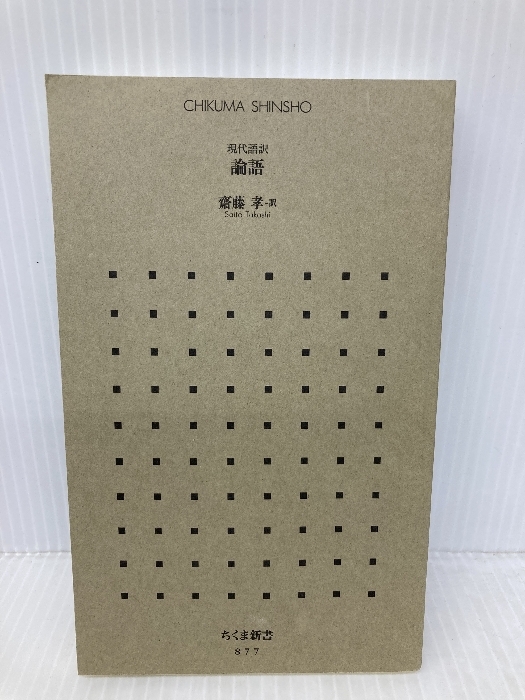 CHIKUMA SHINSHO
現代語訳
論語
齋藤 孝-訳
Saito Takashi
ちくま新書
877